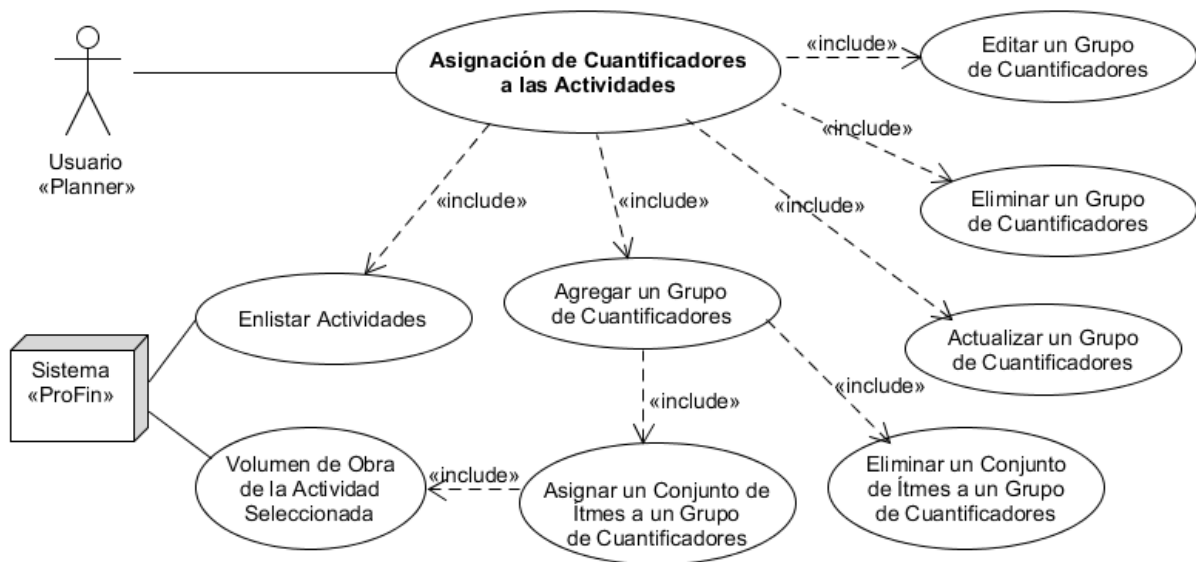 Asignación de Cuantificadores
a las Actividades
«include»
Editar un Grupo
de Cuantificadores
Usuario
«Planner»
«include»
Eliminar un Grupo
de Cuantificadores
«include»
«include»
«include»
Enlistar Actividades
Agregar un Grupo
de Cuantificadores
Actualizar un Grupo
de Cuantificadores
Sistema
«ProFin»
«include»
«include»
Volumen de Obra
de la Actividad
Seleccionada
«include»
Asignar un Conjunto de
Ítmes a un Grupo
de Cuantificadores
Eliminar un Conjunto
de Ítmes a un Grupo
de Cuantificadores